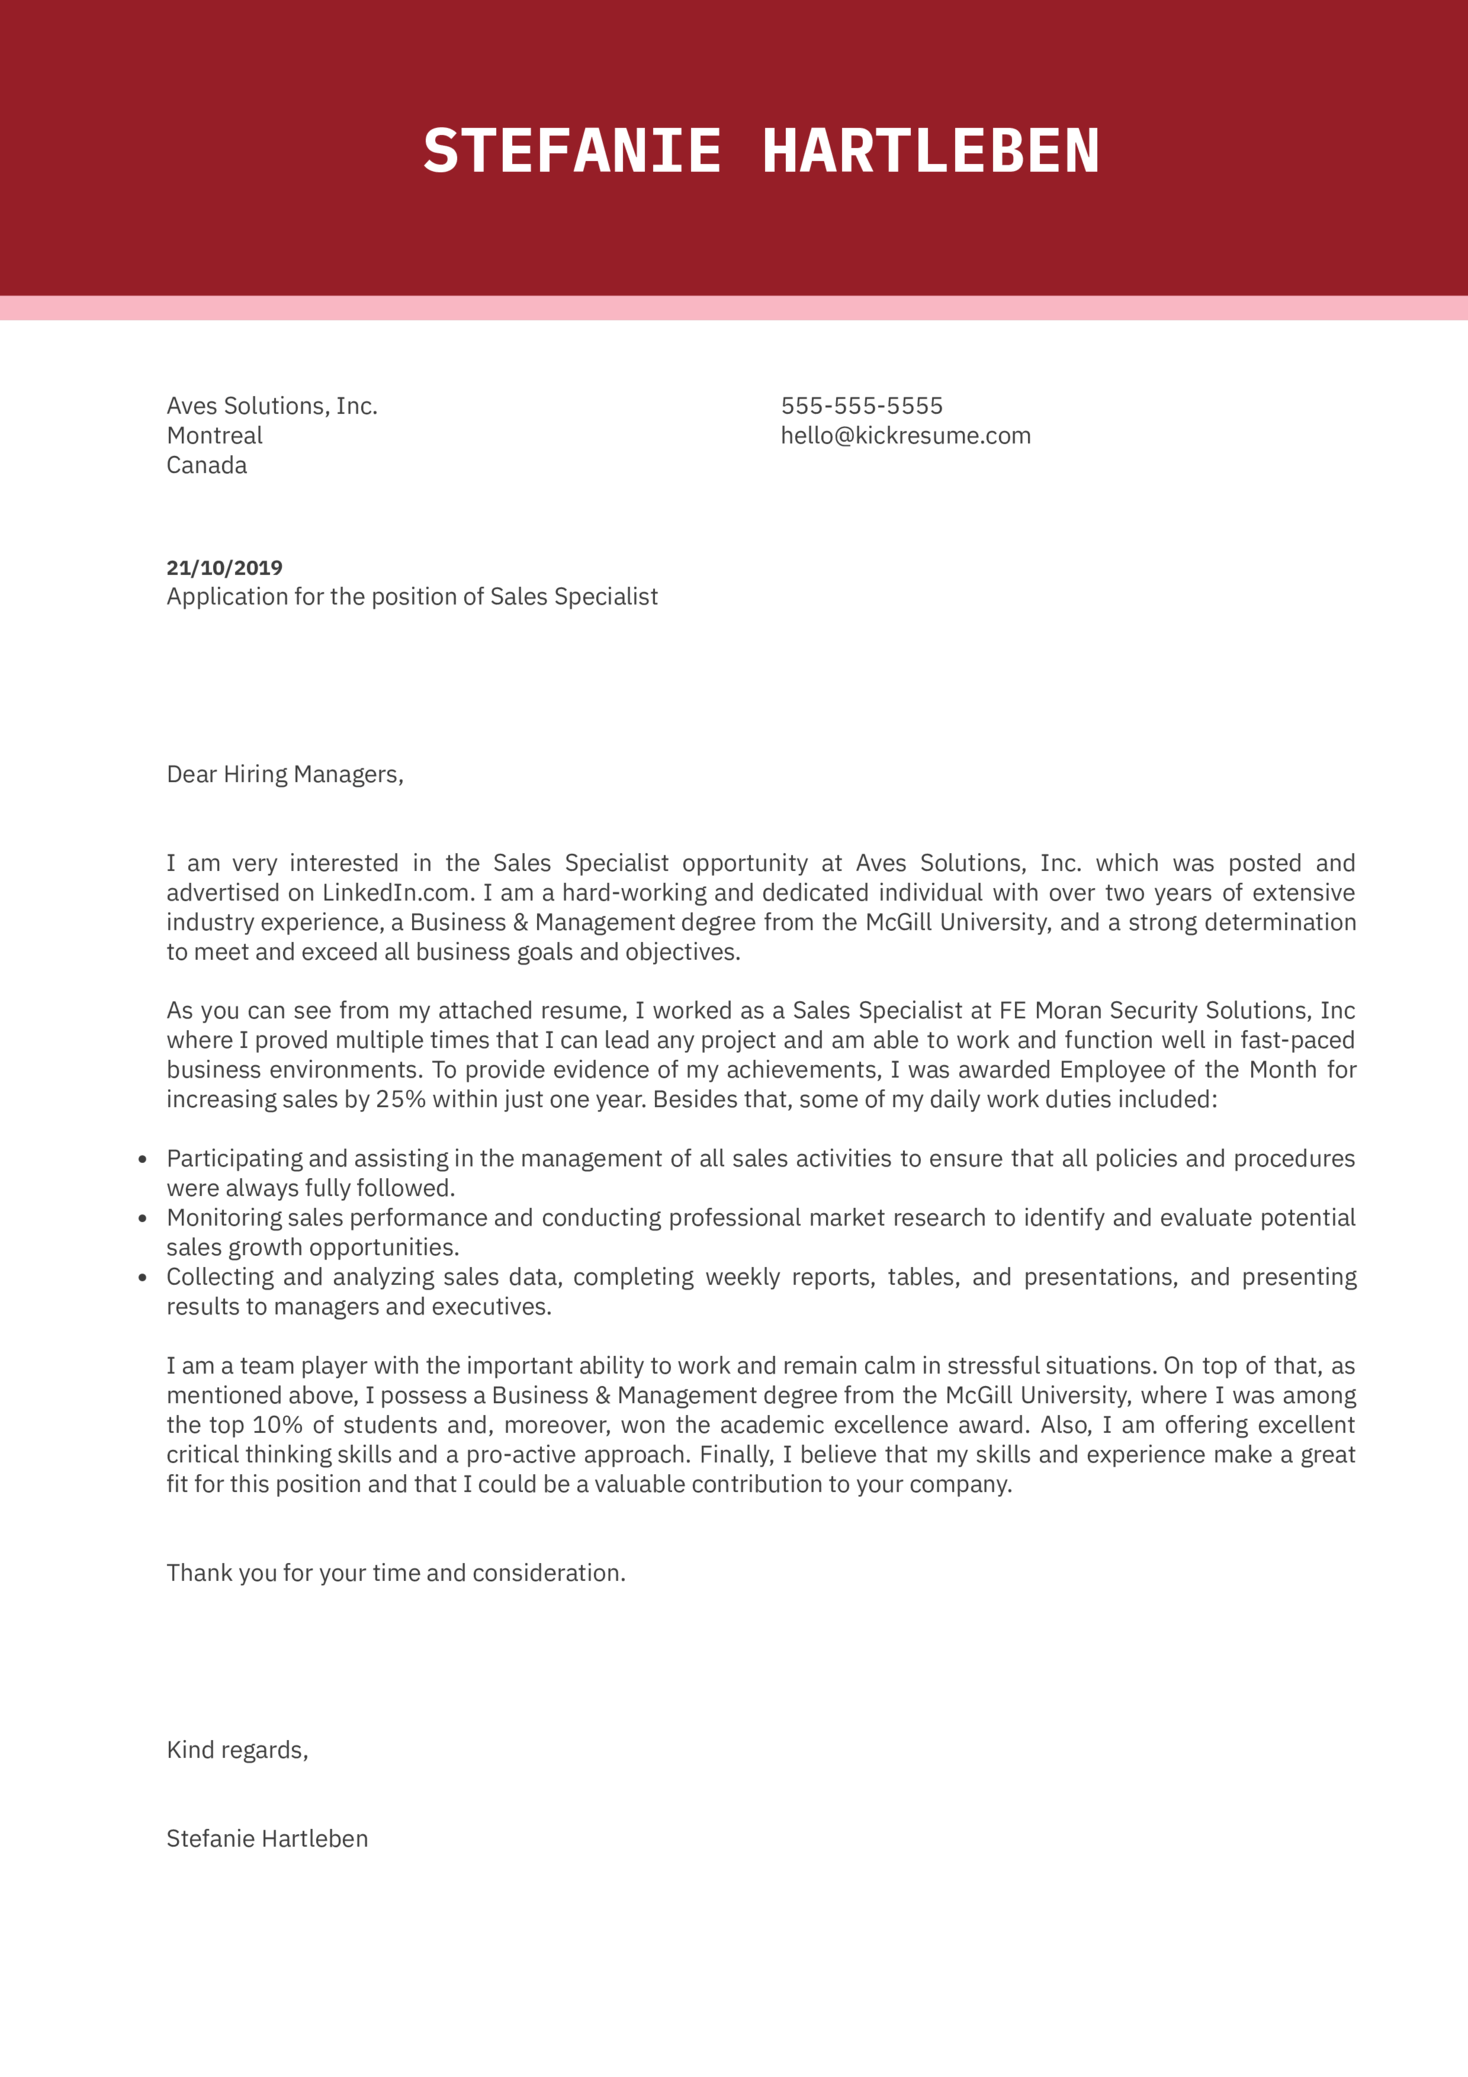 STEFANIE HARTLEBEN
Aves Solutions, Inc.
Montreal
Canada
555-555-5555
hello@kickresume.com
21/10/2019
Application for the position of Sales Specialist
Dear Hiring Managers,
I am very interested in the Sales Specialist opportunity at Aves Solutions, Inc. which was posted and
advertised on LinkedIn.com. I am a hard-working and dedicated individual with over two years of extensive
industry experience, a Business & Management degree from the McGill University, and a strong determination
to meet and exceed all business goals and objectives.
As you can see from my attached resume, I worked as a Sales Specialist at FE Moran Security Solutions, Inc
where I proved multiple times that I can lead any project and am able to work and function well in fast-paced
business environments. To provide evidence of my achievements, I was awarded Employee of the Month for
increasing sales by 25% within just one year. Besides that, some of my daily work duties included:
• Participating and assisting in the management of all sales activities to ensure that all policies and procedures
were always fully followed.
• Monitoring sales performance and conducting professional market research to identify and evaluate potential
sales growth opportunities.
• Collecting and analyzing sales data, completing weekly reports, tables, and presentations, and presenting
results to managers and executives.
I am a team player with the important ability to work and remain calm in stressful situations. On top of that, as
mentioned above, I possess a Business & Management degree from the McGill University, where I was among
the top 10% of students and, moreover, won the academic excellence award. Also, I am offering excellent
critical thinking skills and a pro-active approach. Finally, I believe that my skills and experience make a great
fit for this position and that I could be a valuable contribution to your company.
Thank you for your time and consideration.
Kind regards,
Stefanie Hartleben